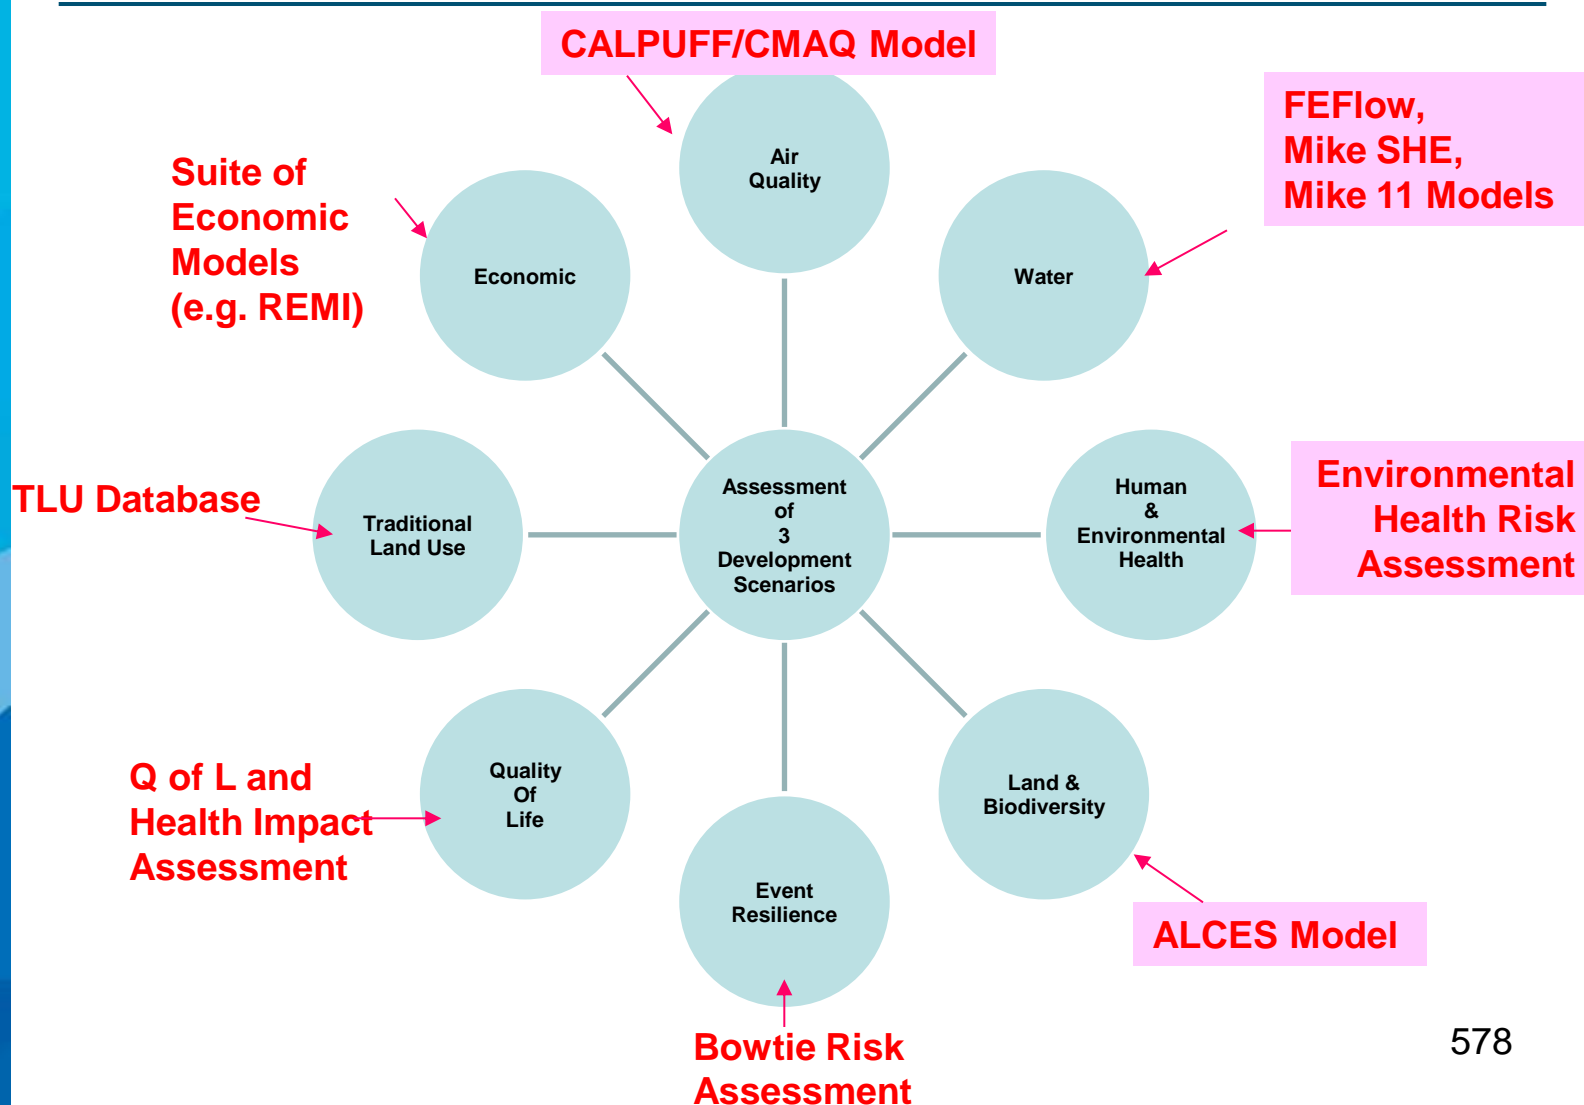 CALPUFF/CMAQ Model
FEFlow,
Mike SHE,
Mike 11 Models
Suite of
Economic
Models
(e.g. REMI)
Air
Quality
Economic
Water
TLU Database
Traditional
Land Use
Assessment
of
3
Development
Scenarios
Human
&
Environmental
Health
Environmental
Health Risk
Assessment
Q of L and
Health Impact
Assessment
Quality
Of
Life
Land &
Biodiversity
Event
Resilience
ALCES Model
Bowtie Risk
Assessment
578